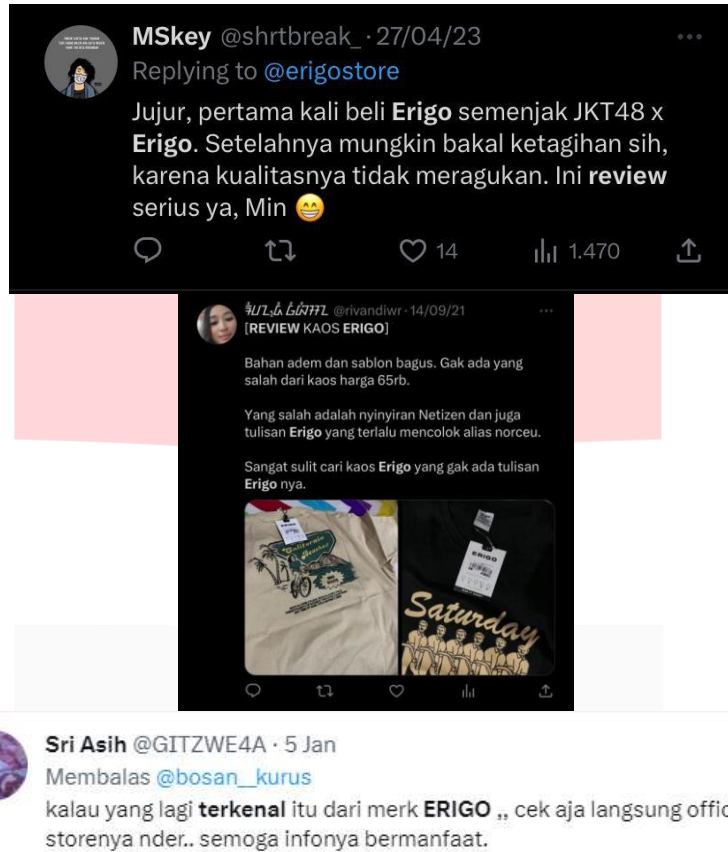 MSkey @shrtbreak_ · 27/04/23
Replying to @erigostore
Jujur, pertama kali beli Erigo semenjak JKT48 x
Erigo. Setelahnya mungkin bakal ketagihan sih,
karena kualitasnya tidak meragukan. Ini review
serius ya, Min 😁
14 1.470
@rivandiwr · 14/09/21
[REVIEW KAOS ERIGO]
Bahan adem dan sablon bagus. Gak ada yang
salah dari kaos harga 65rb.
Yang salah adalah nyinyiran Netizen dan juga
tulisan Erigo yang terlalu mencolok alias norceu.
Sangat sulit cari kaos Erigo yang gak ada tulisan
Erigo nya.
California
Beaches
ERIGO
Saturday
Sri Asih @GITZWE4A · 5 Jan
Membalas @bosan__kurus
kalau yang lagi terkenal itu dari merk ERIGO ,, cek aja langsung offic
storenya nder.. semoga infonya bermanfaat.